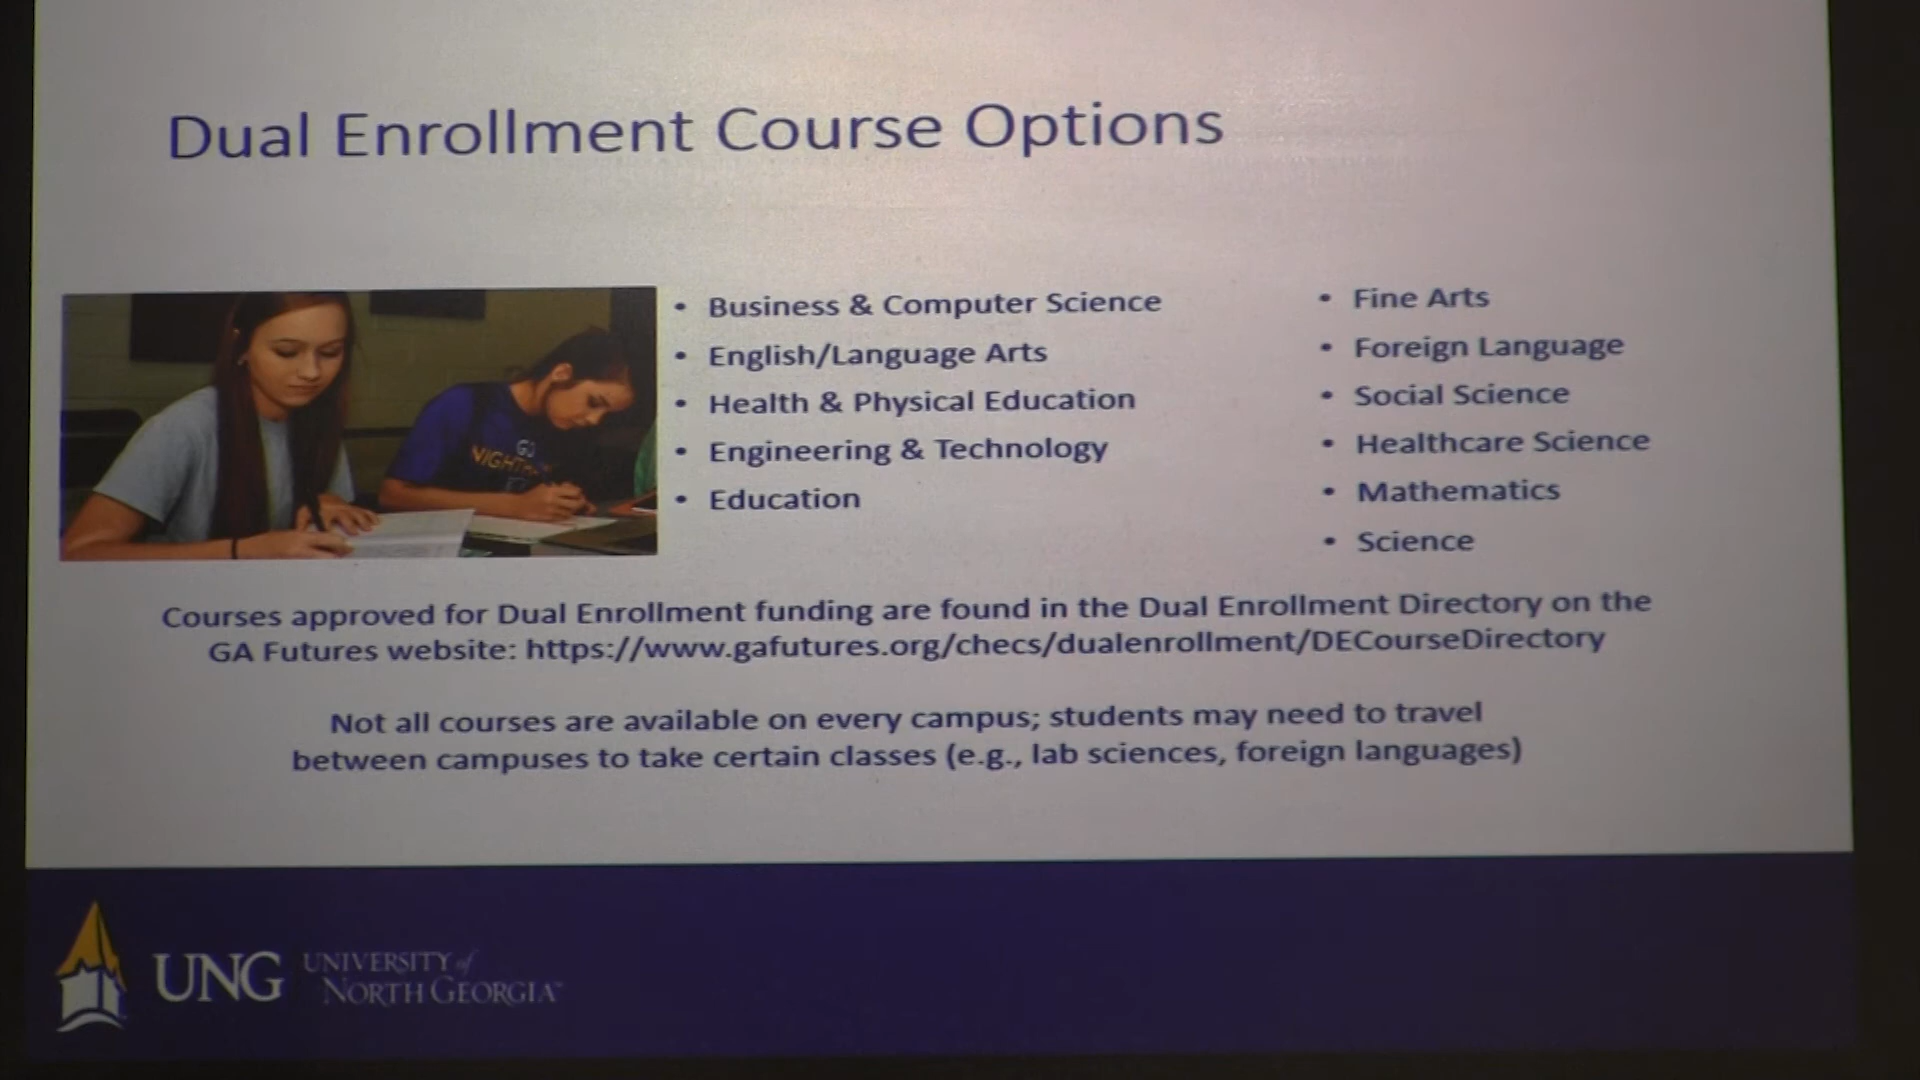 Dual Enrollment Course Options
GO
NIGHT
• Business & Computer Science
• English/Language Arts
• Health & Physical Education
• Engineering & Technology
• Education
• Fine Arts
• Foreign Language
• Social Science
• Healthcare Science
• Mathematics
• Science
Courses approved for Dual Enrollment funding are found in the Dual Enrollment Directory on the
GA Futures website: https://www.gafutures.org/checs/dualenrollment/DECourseDirectory
Not all courses are available on every campus; students may need to travel
between campuses to take certain classes (e.g., lab sciences, foreign languages)
UNG UNIVERSITY of
NORTH GEORGIA™